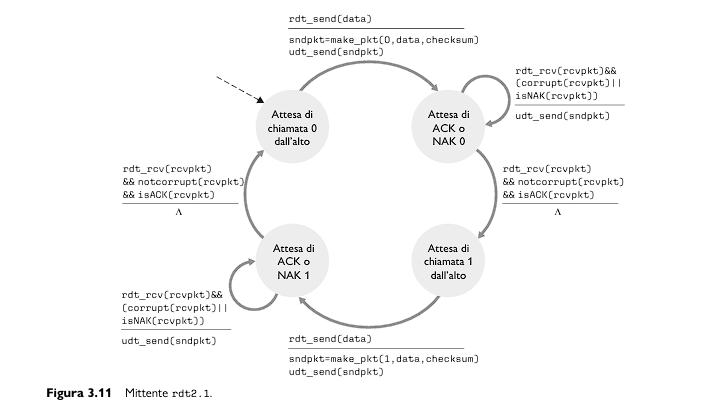 rdt_send(data)
sndpkt=make_pkt(0,data,checksum)
udt_send(sndpkt)
rdt_rcv(rcvpkt)&&
(corrupt(rcvpkt)||
isNAK(rcvpkt))
udt_send(sndpkt)
Attesa di
chiamata 0
dall'alto
Attesa di
ACK o
NAK 0
rdt_rcv(rcvpkt)
&& notcorrupt(rcvpkt)
&& isACK(rcvpkt)
Λ
rdt_rcv(rcvpkt)
&& notcorrupt(rcvpkt)
&& isACK(rcvpkt)
Λ
Attesa di
ACK o
NAK 1
Attesa di
chiamata 1
dall'alto
rdt_rcv(rcvpkt)&&
(corrupt(rcvpkt)||
isNAK(rcvpkt))
udt_send(sndpkt)
rdt_send(data)
sndpkt=make_pkt(1,data,checksum)
udt_send(sndpkt)
Figura 3.11 Mittente rdt2.1.